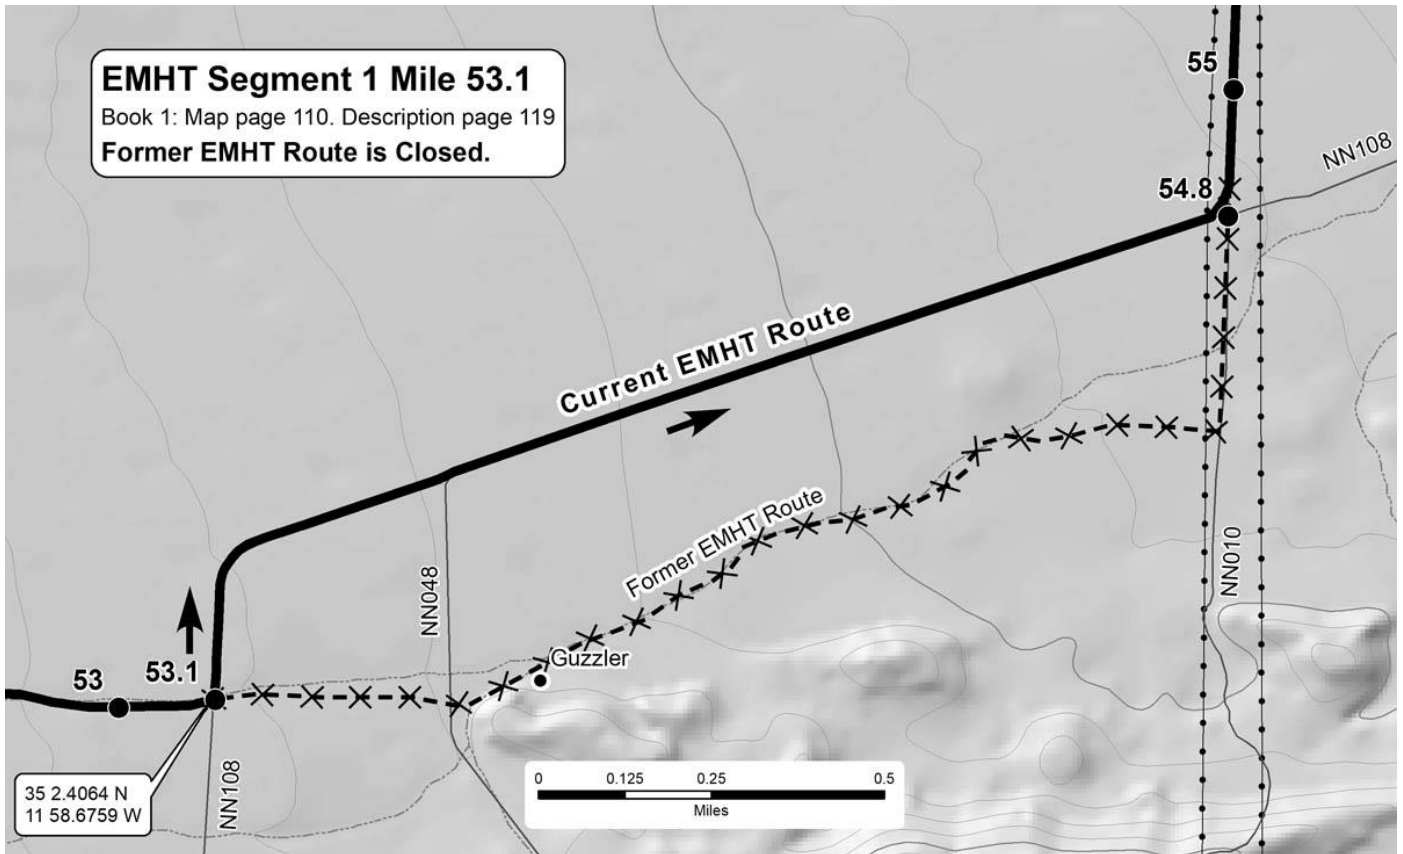 EMHT Segment 1 Mile 53.1
Book 1: Map page 110. Description page 119
Former EMHT Route is Closed.
55
NN108
54.8
Current EMHT Route
Former EMHT Route
NN010
NN048
Guzzler
53
53.1
35 2.4064 N
11 58.6759 W
NN108
0 0.125 0.25 0.5
Miles